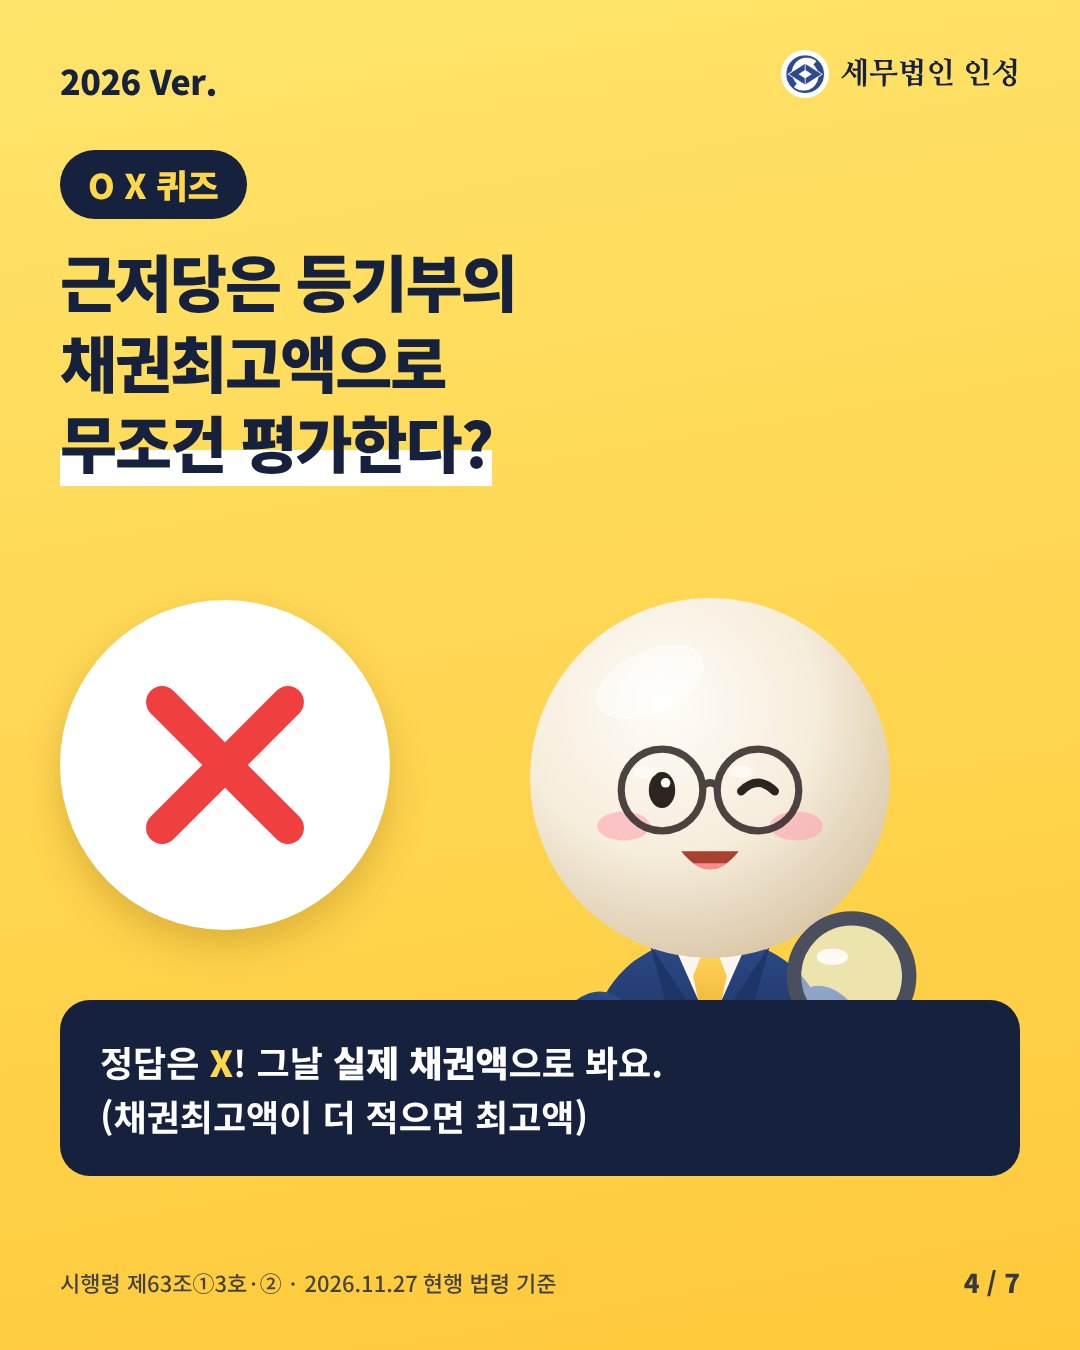 2026 Ver.
세무법인 인성
O X 퀴즈
근저당은 등기부의
채권최고액으로
무조건 평가한다?
정답은 X! 그날 실제 채권액으로 봐요.
(채권최고액이 더 적으면 최고액)
시행령 제63조①3호·② · 2026.11.27 현행 법령 기준
4 / 7